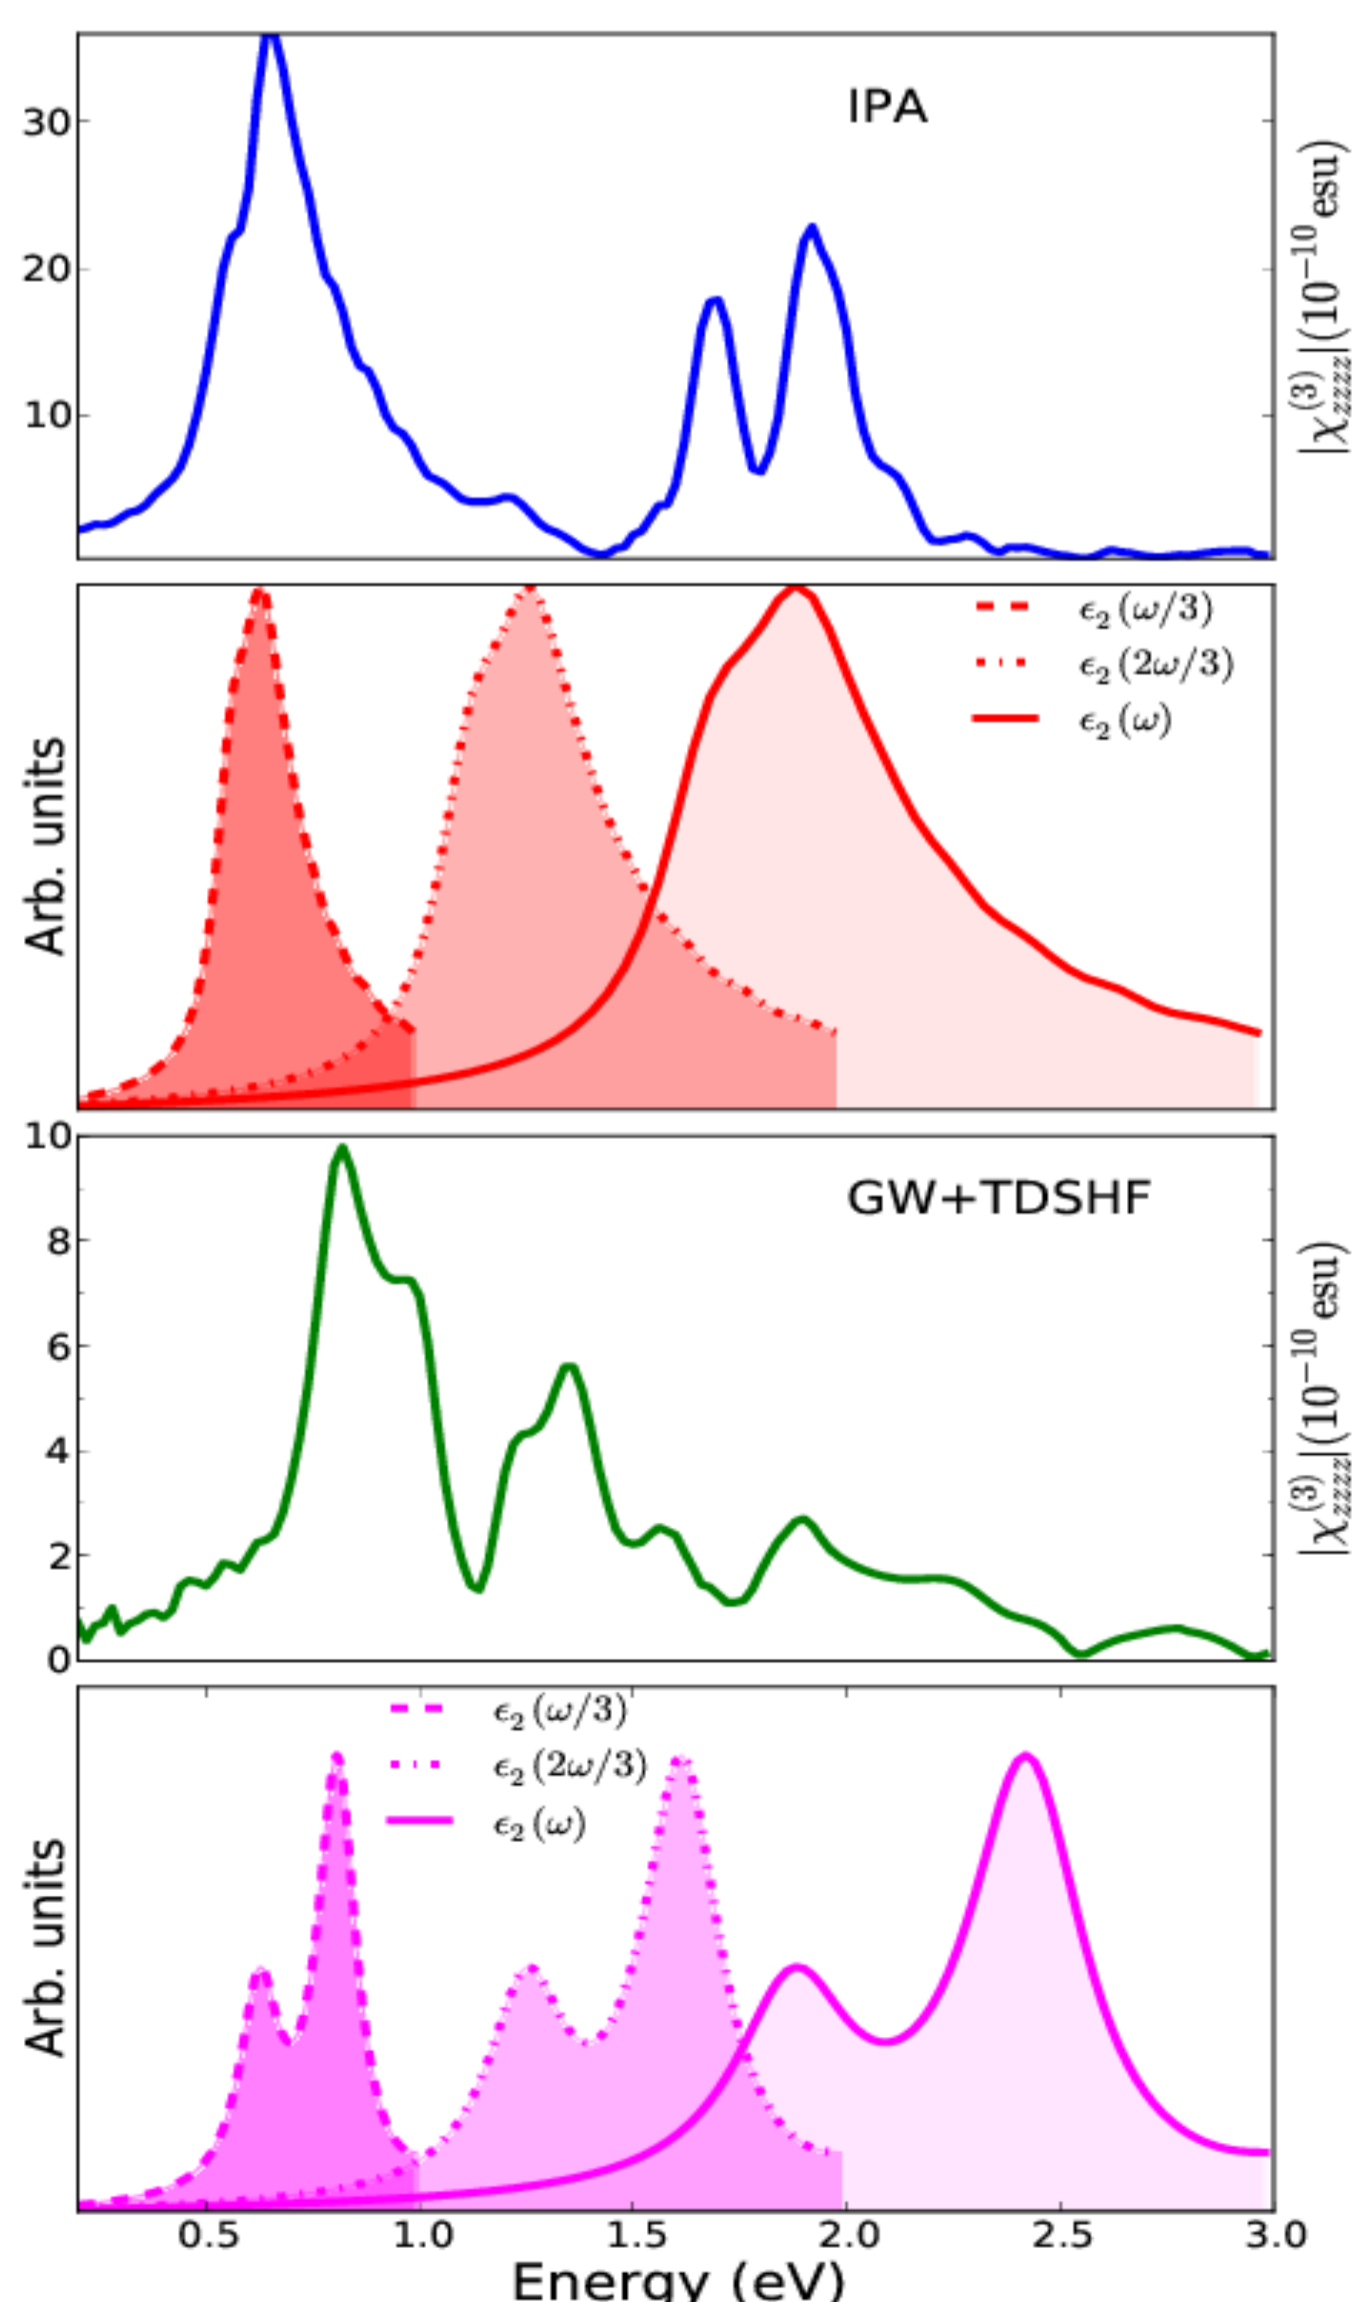 IPA
30
20
10
|χ^{(3)}_{zzzz}|(10^{−10} esu)
ϵ₂(ω/3)
ϵ₂(2ω/3)
ϵ₂(ω)
Arb. units
GW+TDSHF
10
8
6
4
2
0
|χ^{(3)}_{zzzz}|(10^{−10} esu)
ϵ₂(ω/3)
ϵ₂(2ω/3)
ϵ₂(ω)
Arb. units
0.5 1.0 1.5 2.0 2.5 3.0
Energy (eV)